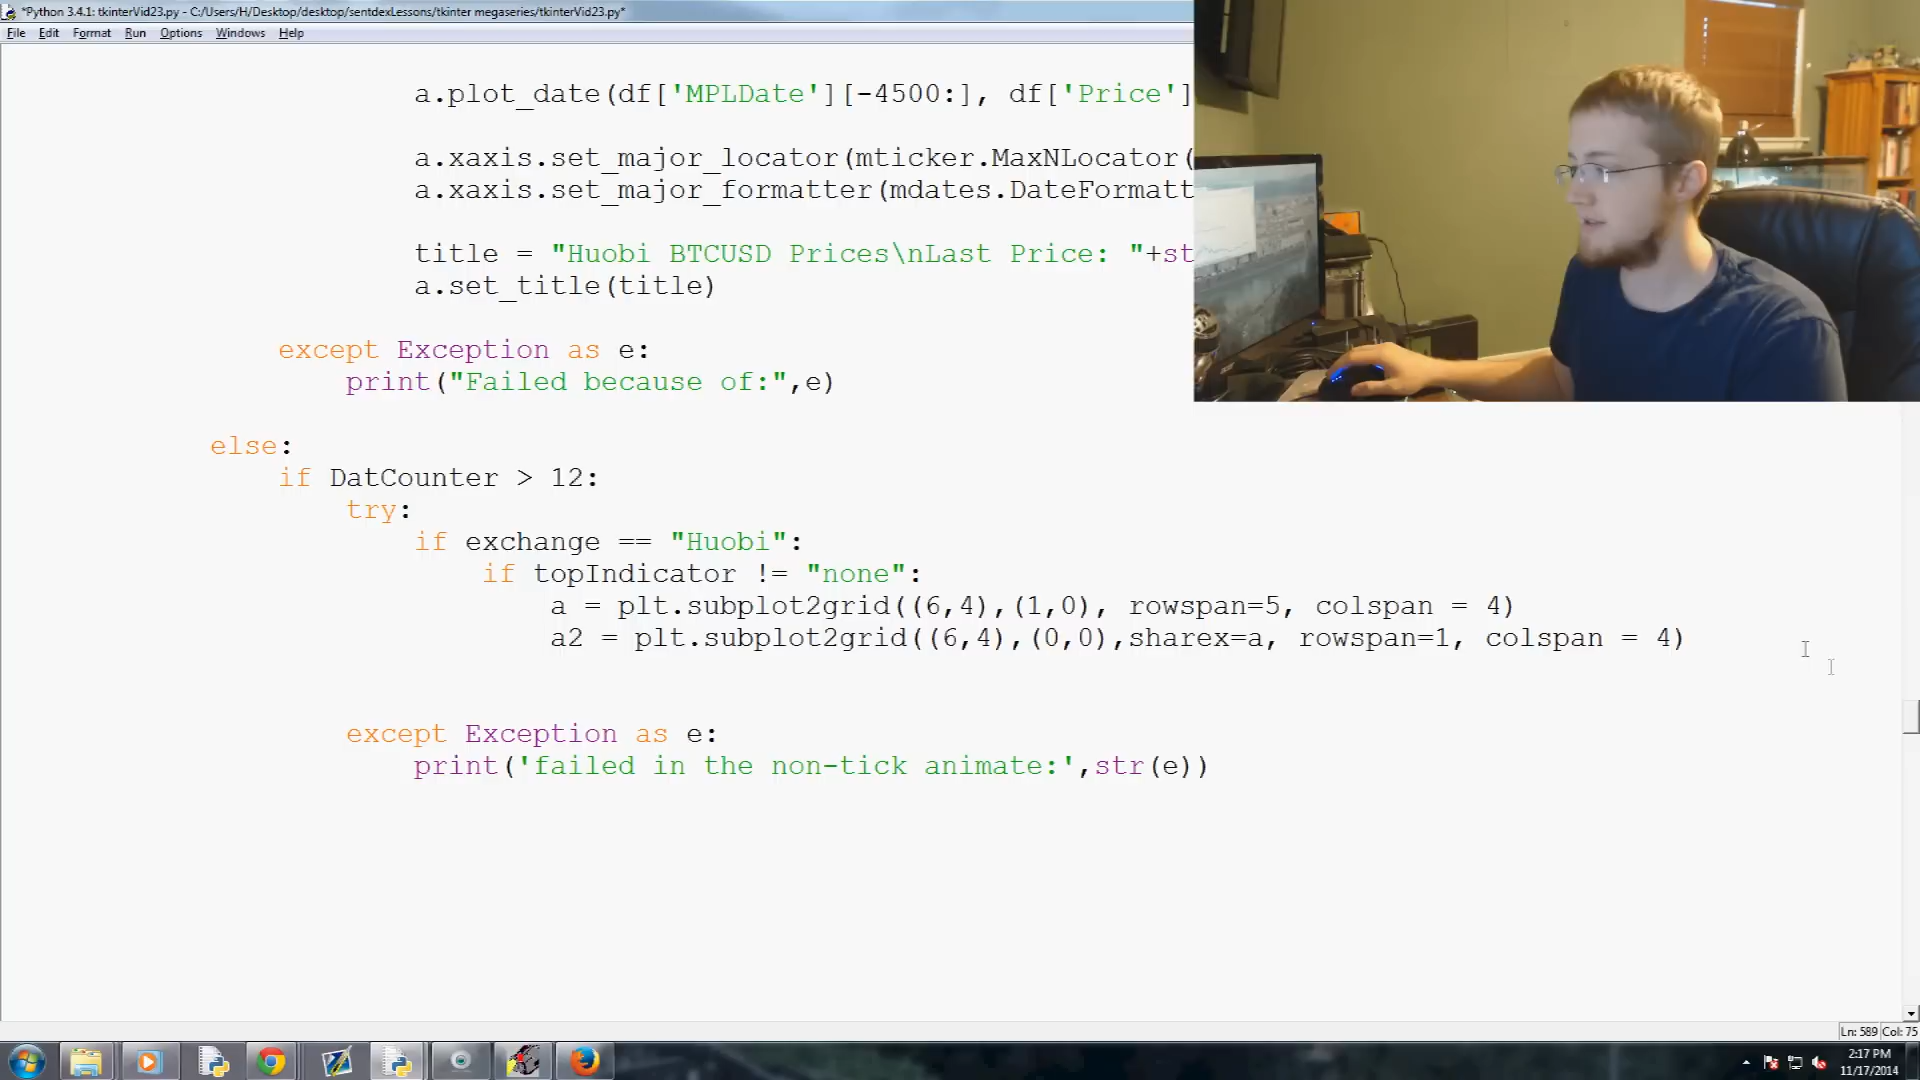 *Python 3.4.1: tkinterVid23.py - C:/Users/H/Desktop/desktop/sentdexLessons/tkinter megaseries/tkinterVid23.py*
File Edit Format Run Options Windows Help
a.plot_date(df['MPLDate'][-4500:], df['Price']
a.xaxis.set_major_locator(mticker.MaxNLocator(
a.xaxis.set_major_formatter(mdates.DateFormatt
title = "Huobi BTCUSD Prices\nLast Price: "+st
a.set_title(title)
except Exception as e:
print("Failed because of:",e)
else:
if DatCounter > 12:
try:
if exchange == "Huobi":
if topIndicator != "none":
a = plt.subplot2grid((6,4),(1,0), rowspan=5, colspan = 4)
a2 = plt.subplot2grid((6,4),(0,0),sharex=a, rowspan=1, colspan = 4)
except Exception as e:
print('failed in the non-tick animate:',str(e))
Ln: 589 Col: 75
2:17 PM
11/17/2014